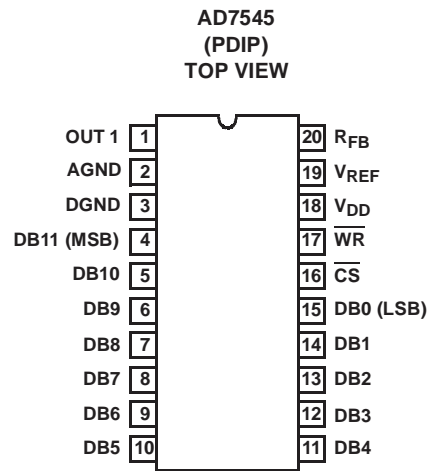 AD7545
(PDIP)
TOP VIEW
OUT 1 1 20 RFB
AGND 2 19 VREF
DGND 3 18 VDD
DB11 (MSB) 4 17 W̅R̅
DB10 5 16 C̅S̅
DB9 6 15 DB0 (LSB)
DB8 7 14 DB1
DB7 8 13 DB2
DB6 9 12 DB3
DB5 10 11 DB4